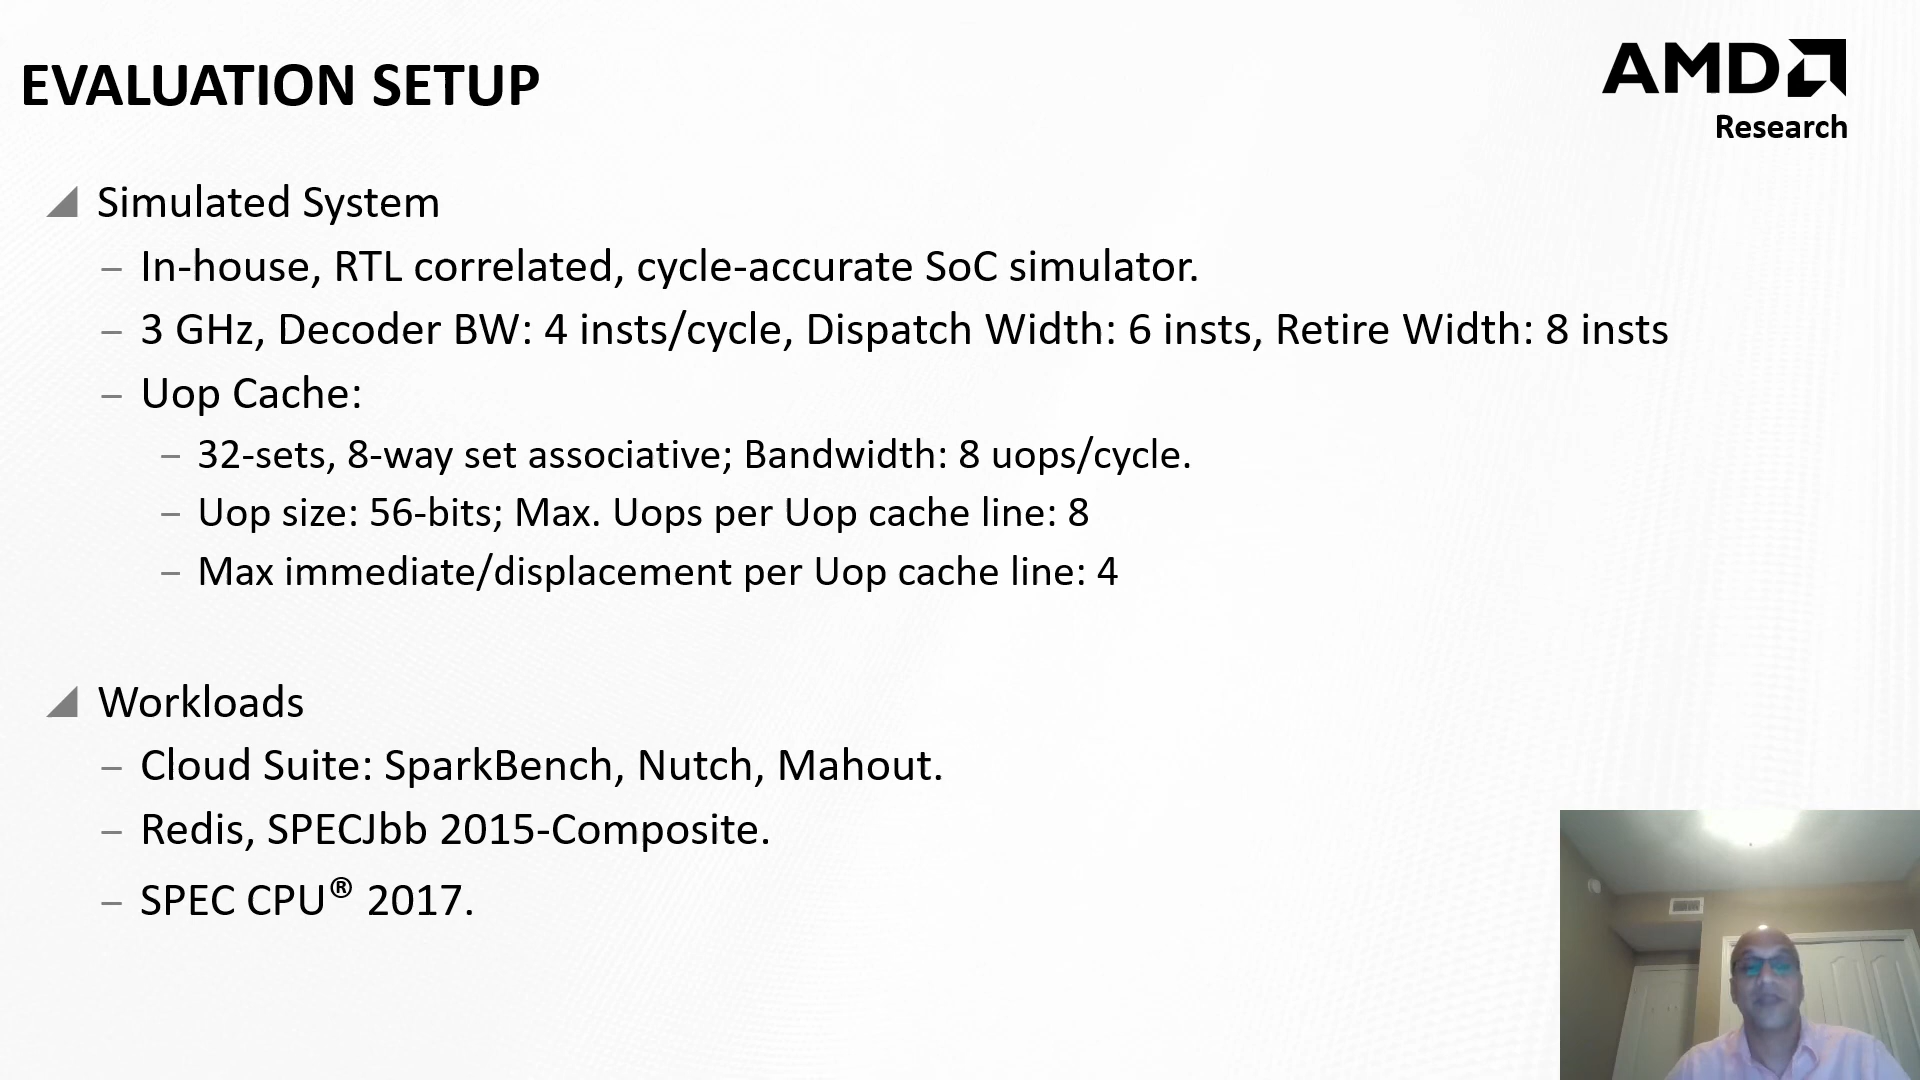 EVALUATION SETUP
AMD
Research
Simulated System
– In-house, RTL correlated, cycle-accurate SoC simulator.
– 3 GHz, Decoder BW: 4 insts/cycle, Dispatch Width: 6 insts, Retire Width: 8 insts
– Uop Cache:
– 32-sets, 8-way set associative; Bandwidth: 8 uops/cycle.
– Uop size: 56-bits; Max. Uops per Uop cache line: 8
– Max immediate/displacement per Uop cache line: 4
Workloads
– Cloud Suite: SparkBench, Nutch, Mahout.
– Redis, SPECJbb 2015-Composite.
– SPEC CPU® 2017.